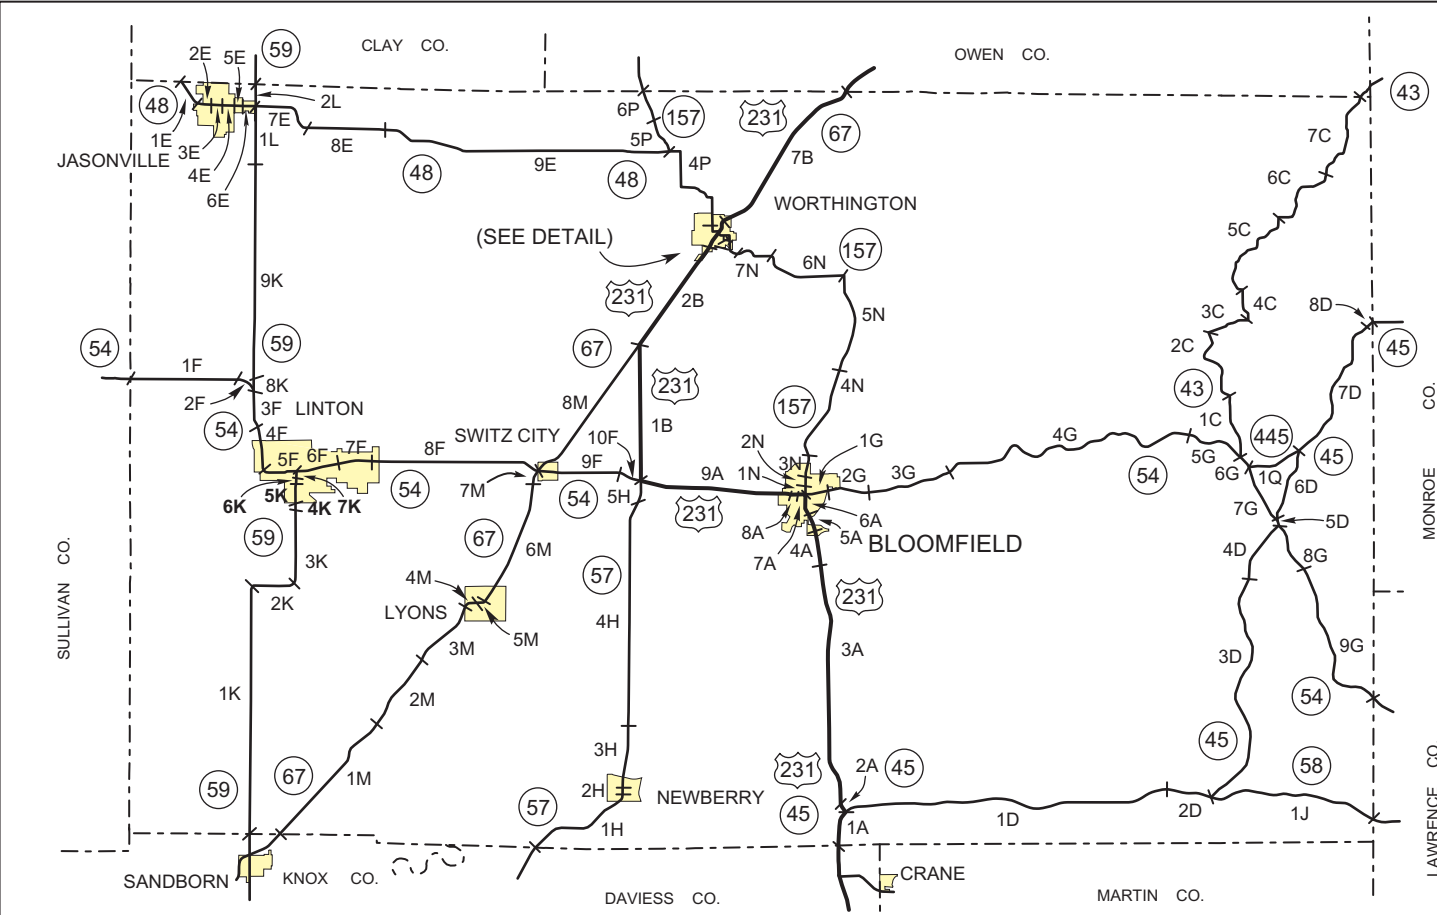 CLAY CO.
OWEN CO.
59
2E 5E
2L
48
1E
7E
3E
1L
4E
6E
JASONVILLE
8E
48
9E
48
6P
157
5P
4P
231
67
7B
43
7C
6C
5C
4C
3C
2C
WORTHINGTON
(SEE DETAIL)
7N
6N
157
231
2B
5N
9K
54
1F
59
8K
2F
3F
LINTON
54
4F
5F
6F
7F
8F
67
8M
231
1B
4N
157
SWITZ CITY
10F
9F
7M
54
54
5H
9A
231
2N
1N
3N
1G
2G
3G
4G
54
5G
43
1C
6G
445
1Q
45
6D
7D
8D
45
6K
5K
4K
7K
59
3K
2K
67
6M
57
8A
7A
4A
5A
6A
BLOOMFIELD
7G
5D
4D
8G
4M
LYONS
5M
3M
4H
231
3A
3D
9G
54
1K
2M
45
SULLIVAN CO.
MONROE CO.
LAWRENCE CO.
59
67
1M
3H
2H
NEWBERRY
57
1H
231
2A
45
45
1A
1D
2D
58
1J
SANDBORN
KNOX CO.
DAVIESS CO.
CRANE
MARTIN CO.